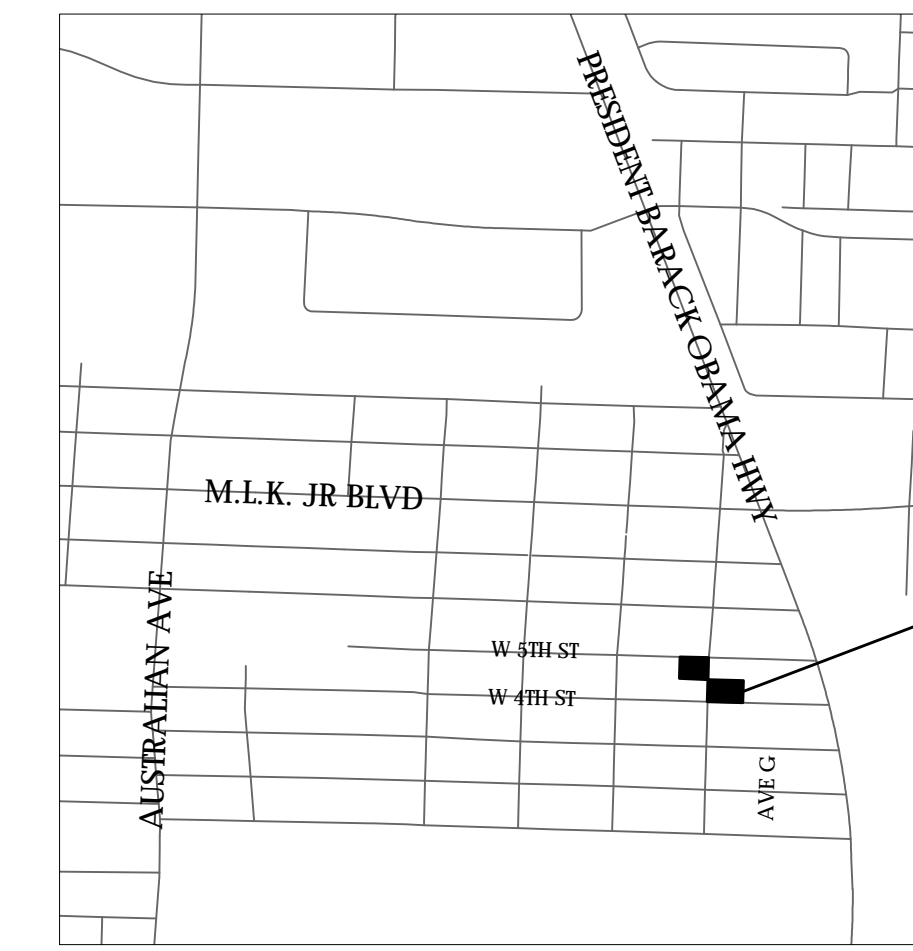 PRESIDENT BARACK OBAMA HWY
M.L.K. JR BLVD
AUSTRALIAN AVE
W 5TH ST
W 4TH ST
AVE G